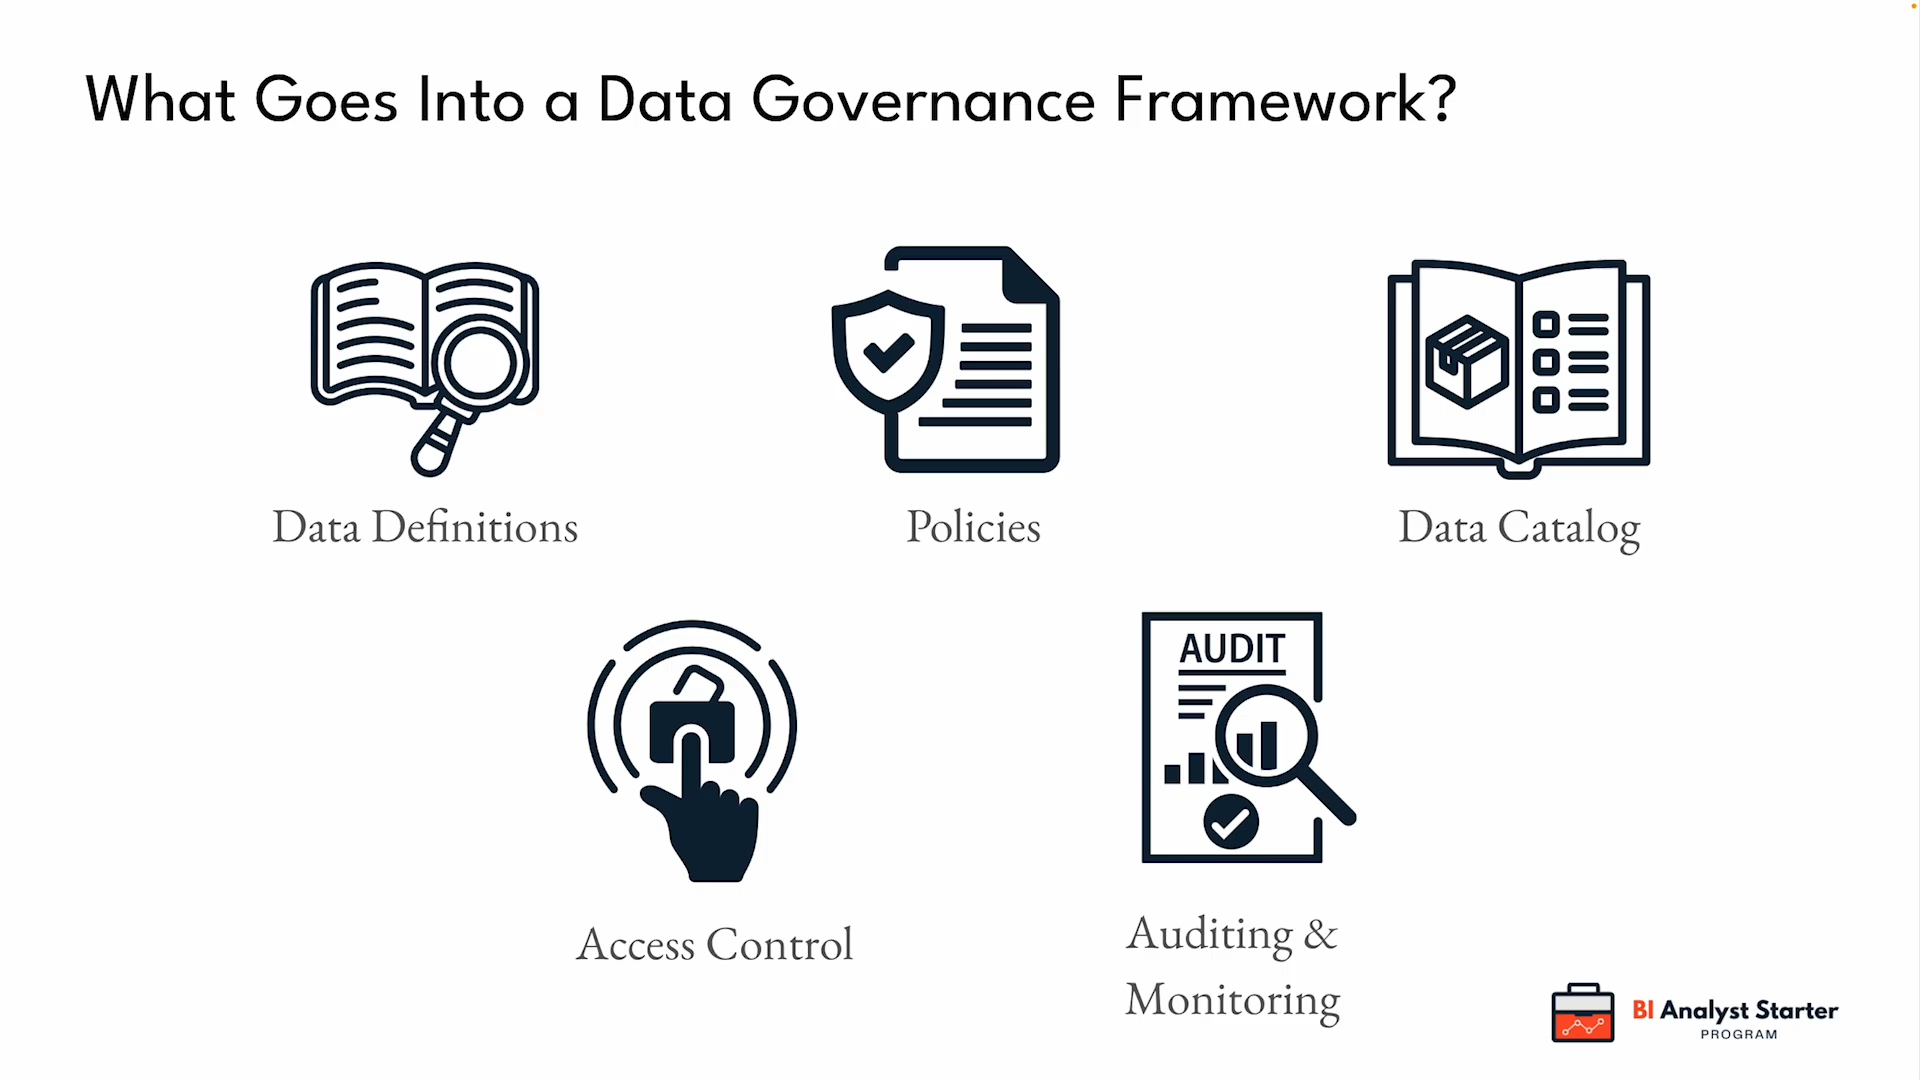 What Goes Into a Data Governance Framework?
Data Definitions
Policies
Data Catalog
AUDIT
Access Control
Auditing &
Monitoring
BI Analyst Starter
PROGRAM